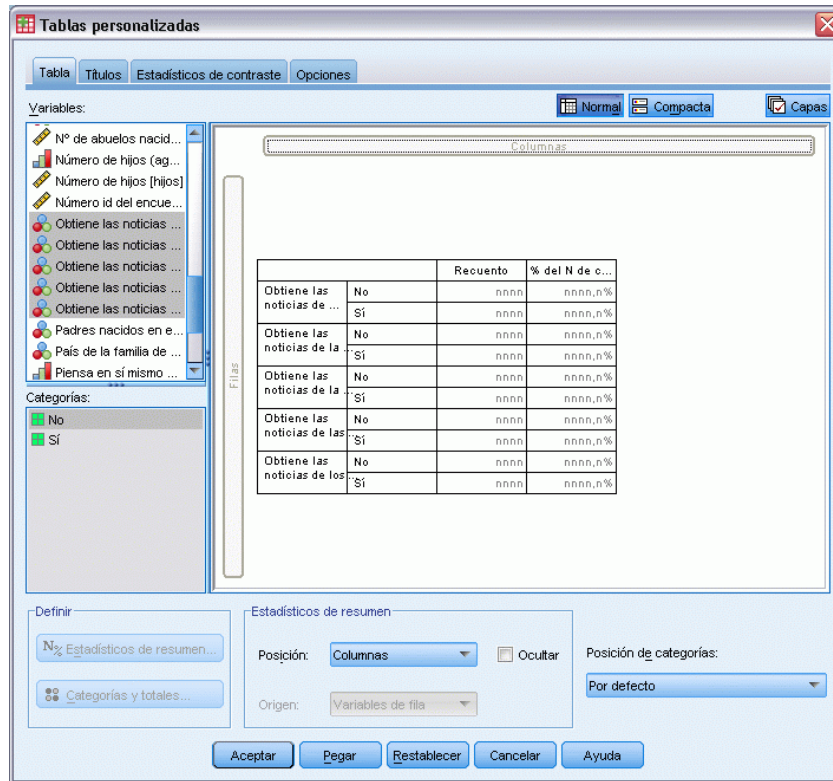 Tablas personalizadas
Tabla Títulos Estadísticos de contraste Opciones
Variables:
Normal Compacta Capas
Nº de abuelos nacid...
Número de hijos (ag...
Número de hijos [hijos]
Número id del encue...
Obtiene las noticias ...
Obtiene las noticias ...
Obtiene las noticias ...
Obtiene las noticias ...
Obtiene las noticias ...
Padres nacidos en e...
País de la familia de ...
Piensa en sí mismo ...
Categorías:
No
Sí
Columnas
Filas
Recuento % del N de c...
Obtiene las noticias de ... No nnnn nnnn,n%
Sí nnnn nnnn,n%
Obtiene las noticias de la ... No nnnn nnnn,n%
Sí nnnn nnnn,n%
Obtiene las noticias de la ... No nnnn nnnn,n%
Sí nnnn nnnn,n%
Obtiene las noticias de las ... No nnnn nnnn,n%
Sí nnnn nnnn,n%
Obtiene las noticias de los ... No nnnn nnnn,n%
Sí nnnn nnnn,n%
Definir
N% Estadísticos de resumen...
Categorías y totales...
Estadísticos de resumen
Posición: Columnas Ocultar
Origen: Variables de fila
Posición de categorías:
Por defecto
Aceptar Pegar Restablecer Cancelar Ayuda